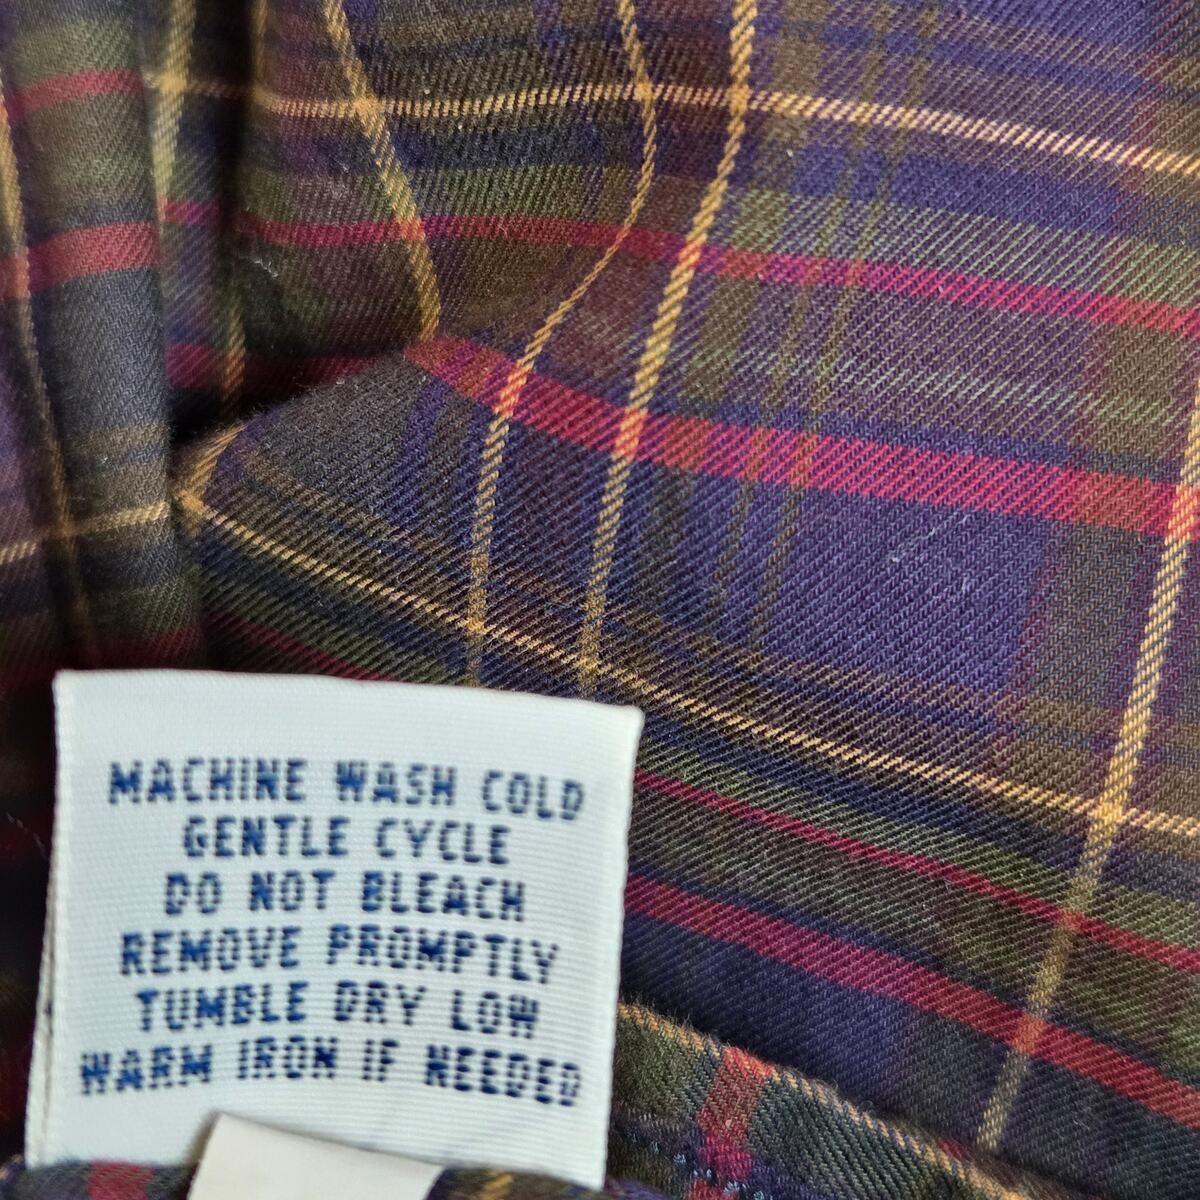 MACHINE WASH COLD
GENTLE CYCLE
DO NOT BLEACH
REMOVE PROMPTLY
TUMBLE DRY LOW
WARM IRON IF NEEDED